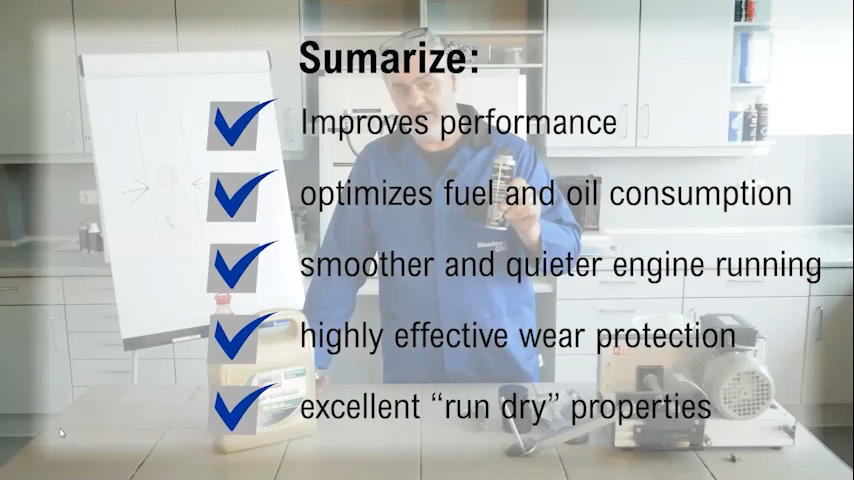 Sumarize:
Improves performance
optimizes fuel and oil consumption
smoother and quieter engine running
highly effective wear protection
excellent “run dry” properties